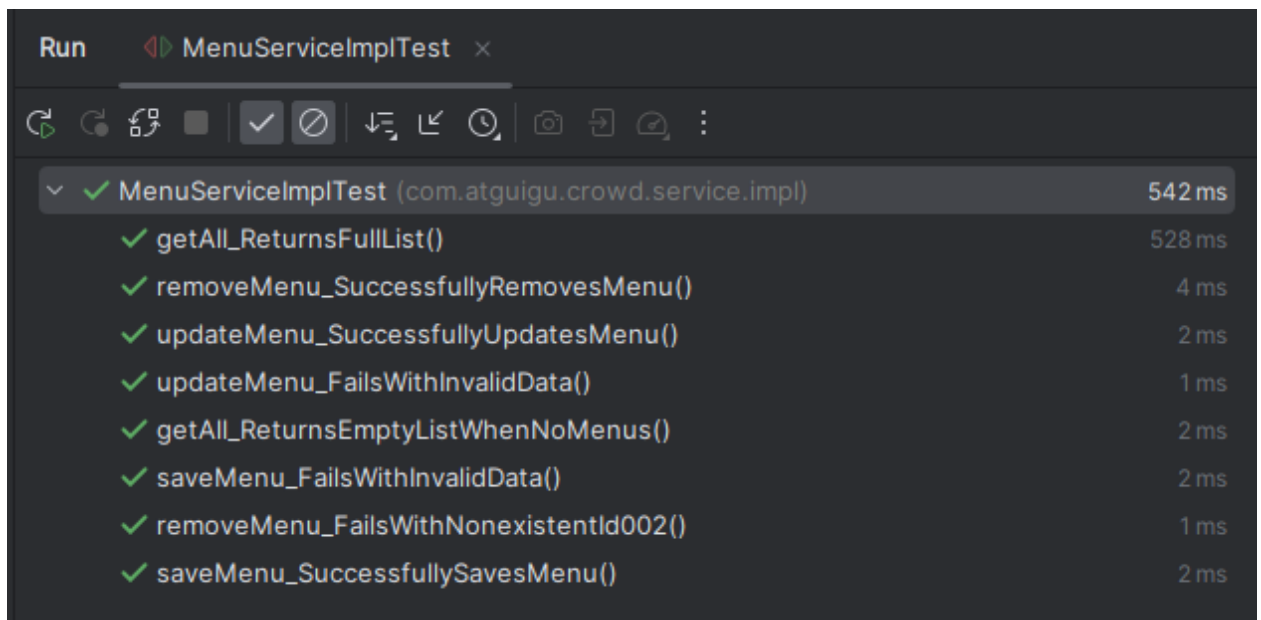 Run MenuServiceImplTest
MenuServiceImplTest (com.atguigu.crowd.service.impl) 542 ms
getAll_ReturnsFullList() 528 ms
removeMenu_SuccessfullyRemovesMenu() 4 ms
updateMenu_SuccessfullyUpdatesMenu() 2 ms
updateMenu_FailsWithInvalidData() 1 ms
getAll_ReturnsEmptyListWhenNoMenus() 2 ms
saveMenu_FailsWithInvalidData() 2 ms
removeMenu_FailsWithNonexistentId002() 1 ms
saveMenu_SuccessfullySavesMenu() 2 ms